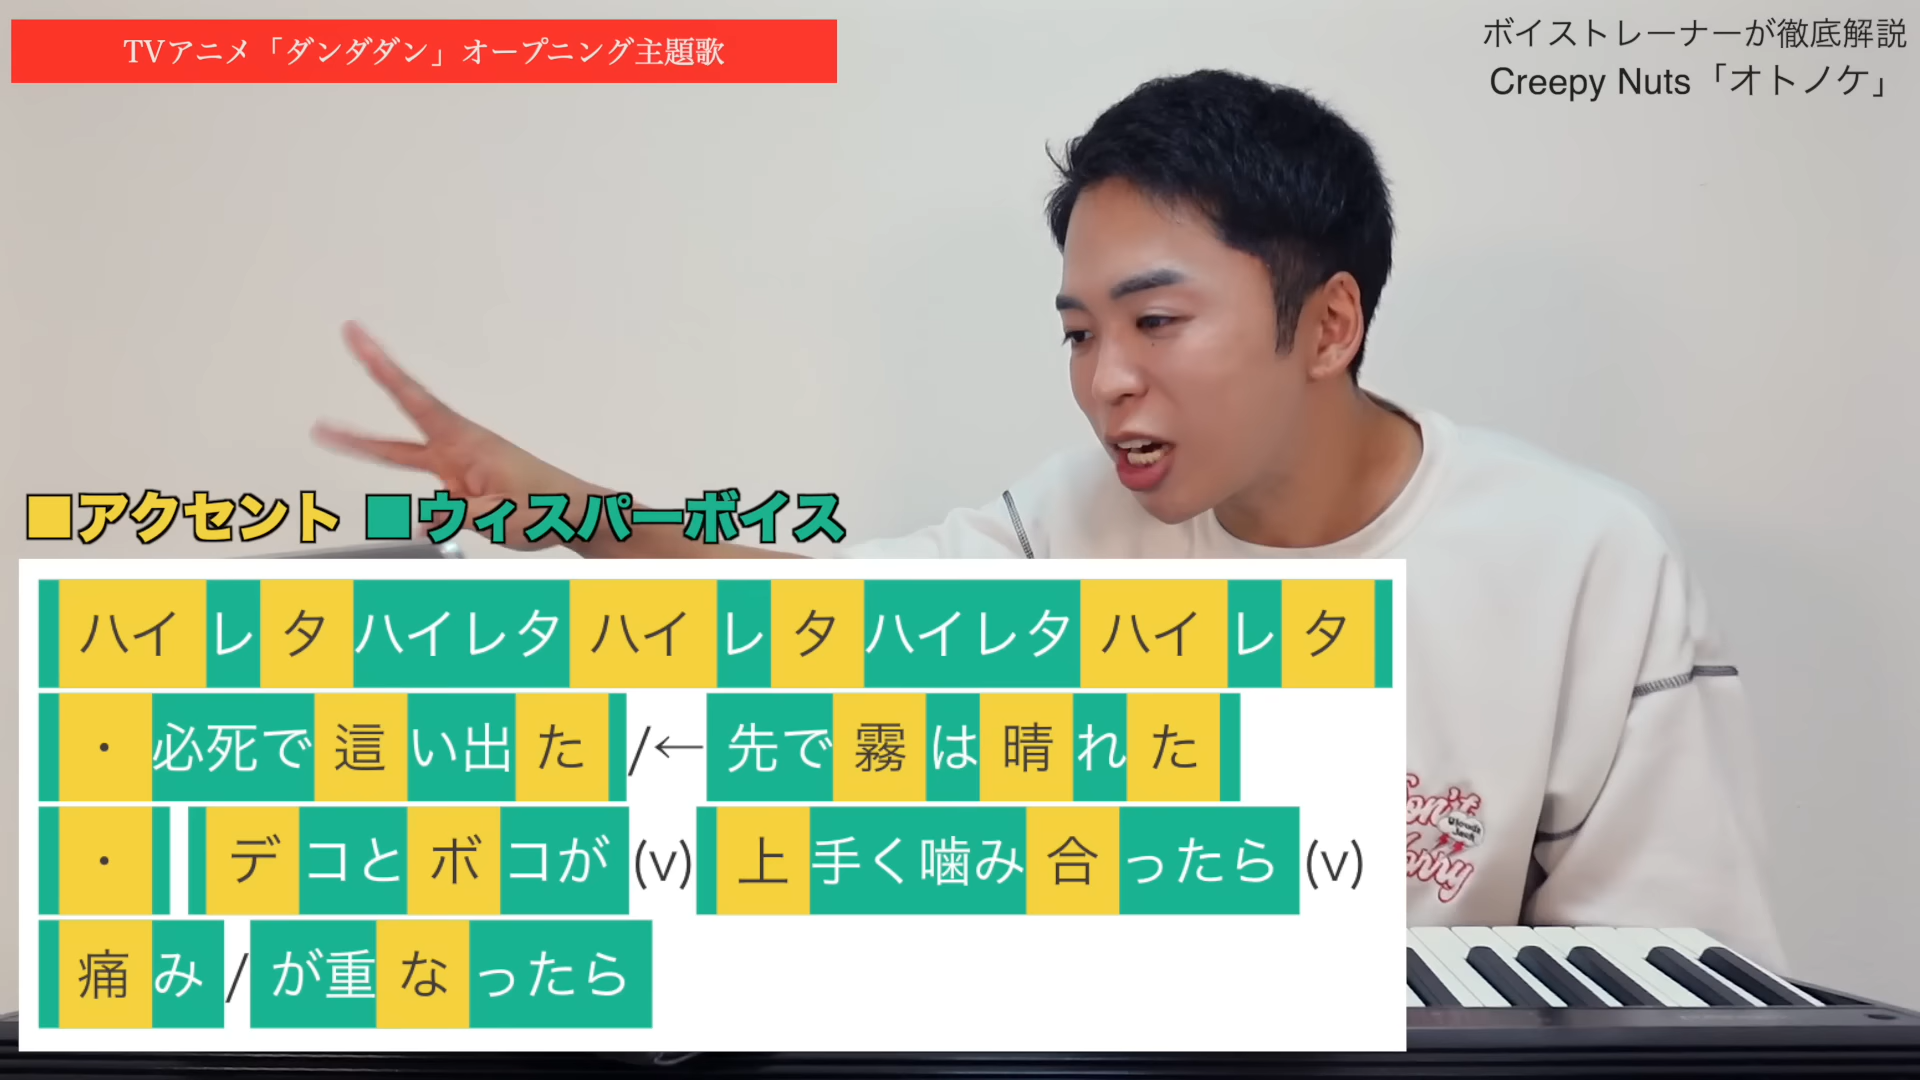 TVアニメ「ダンダダン」オープニング主題歌
ボイストレーナーが徹底解説
Creepy Nuts「オトノケ」
■アクセント ■ウィスパーボイス
ハイレタハイレタハイレタハイレタハイレタ
・必死で這い出た/←先で霧は晴れた
・ デコとボコが(v)上手く噛み合ったら(v)
痛み/が重なったら
Don't
Worry